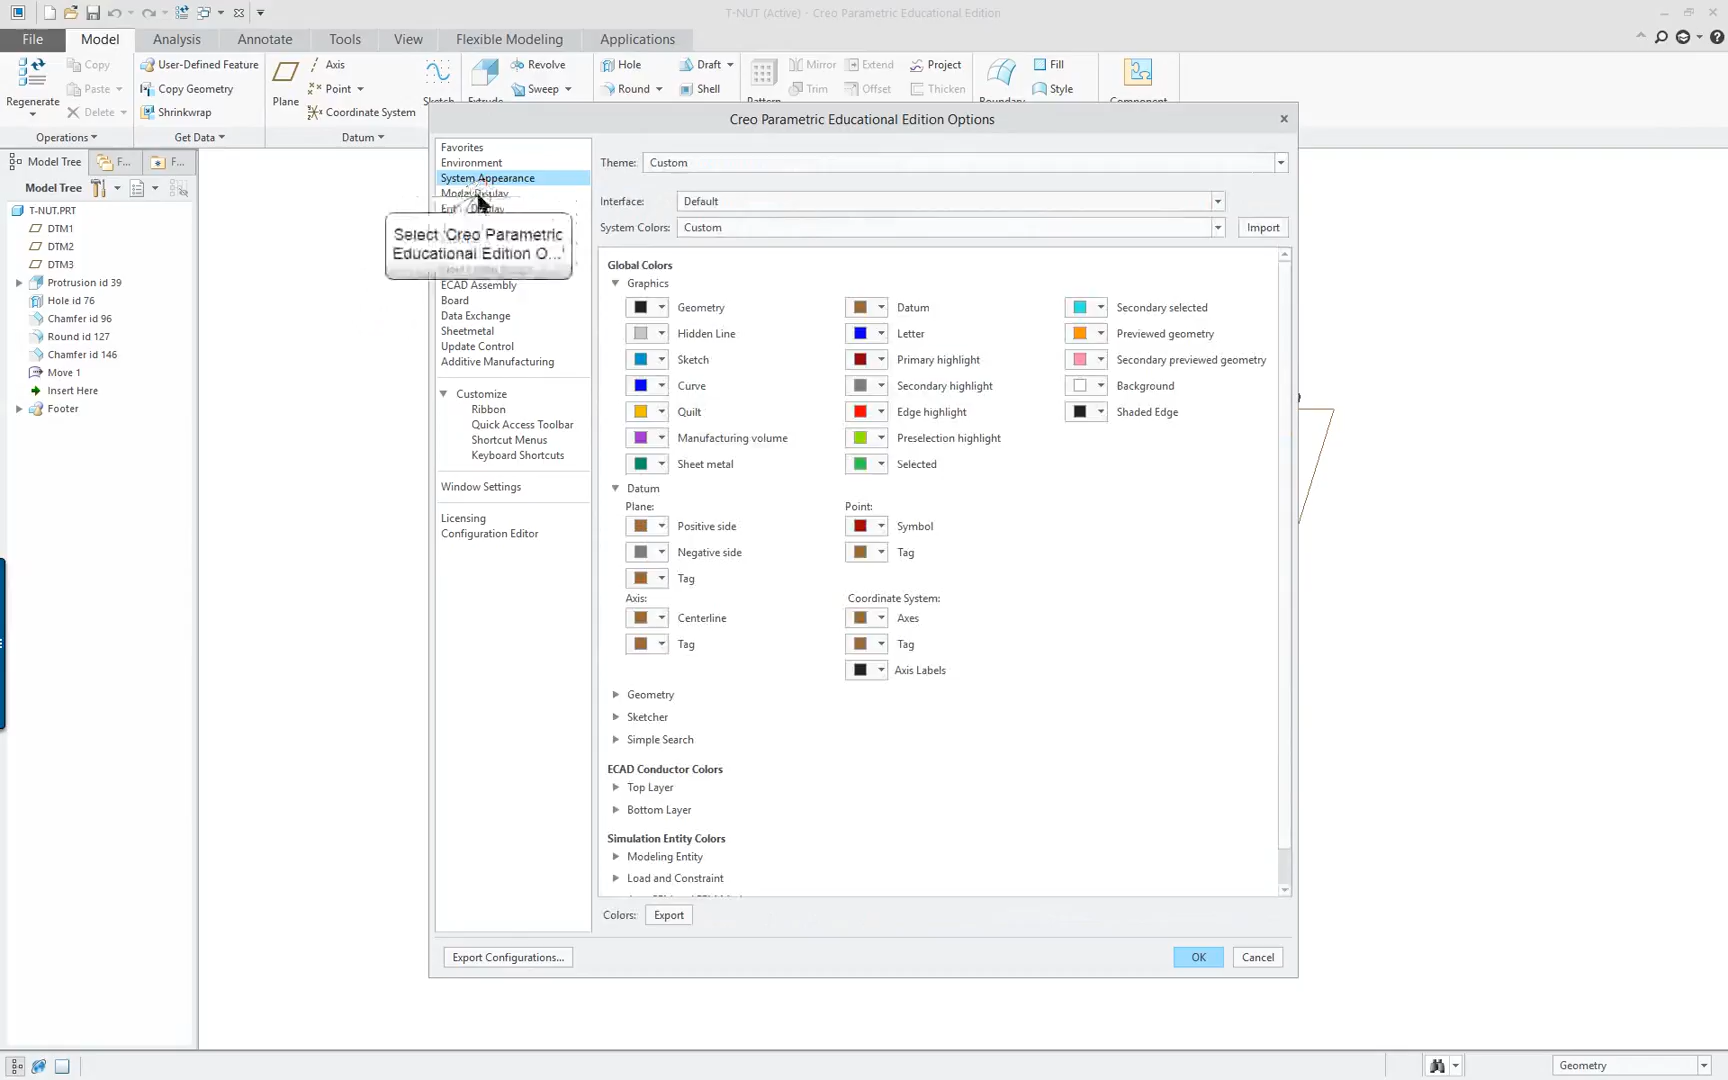 T-NUT (Active) - Creo Parametric Educational Edition
File
Model
Analysis
Annotate
Tools
View
Flexible Modeling
Applications
Regenerate
Copy
Paste
Delete
Operations
User-Defined Feature
Copy Geometry
Shrinkwrap
Get Data
Plane
Axis
Point
Coordinate System
Datum
Sketch
Extrude
Revolve
Sweep
Hole
Round
Draft
Shell
Pattern
Mirror
Extend
Project
Trim
Offset
Thicken
Boundary
Fill
Style
Component
Model Tree
F...
F...
Model Tree
T-NUT.PRT
DTM1
DTM2
DTM3
Protrusion id 39
Hole id 76
Chamfer id 96
Round id 127
Chamfer id 146
Move 1
Insert Here
Footer
Creo Parametric Educational Edition Options
Favorites
Environment
System Appearance
Model Display
Entity Display
Select 'Creo Parametric
Educational Edition O...'
ECAD Assembly
Board
Data Exchange
Sheetmetal
Update Control
Additive Manufacturing
Customize
Ribbon
Quick Access Toolbar
Shortcut Menus
Keyboard Shortcuts
Window Settings
Licensing
Configuration Editor
Theme: Custom
Interface: Default
System Colors: Custom
Import
Global Colors
Graphics
Geometry
Datum
Secondary selected
Hidden Line
Letter
Previewed geometry
Sketch
Primary highlight
Secondary previewed geometry
Curve
Secondary highlight
Background
Quilt
Edge highlight
Shaded Edge
Manufacturing volume
Preselection highlight
Sheet metal
Selected
Datum
Plane:
Point:
Positive side
Symbol
Negative side
Tag
Tag
Axis:
Coordinate System:
Centerline
Axes
Tag
Tag
Axis Labels
Geometry
Sketcher
Simple Search
ECAD Conductor Colors
Top Layer
Bottom Layer
Simulation Entity Colors
Modeling Entity
Load and Constraint
Colors: Export
Export Configurations...
OK
Cancel
Geometry